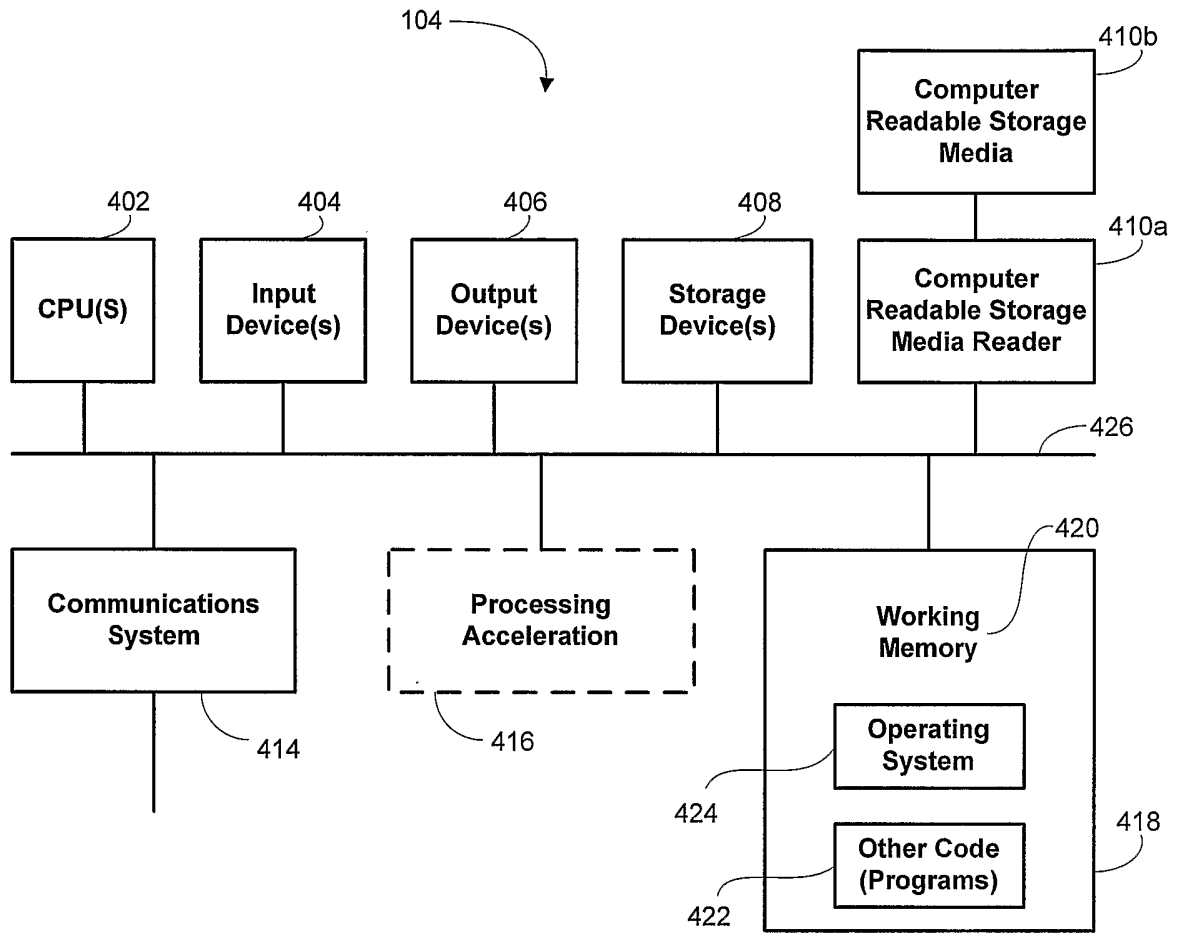 104
410b
Computer
Readable Storage
Media
402
404
406
408
410a
CPU(S)
Input
Device(s)
Output
Device(s)
Storage
Device(s)
Computer
Readable Storage
Media Reader
426
420
Communications
System
414
Processing
Acceleration
416
Working
Memory
Operating
System
424
418
Other Code
(Programs)
422